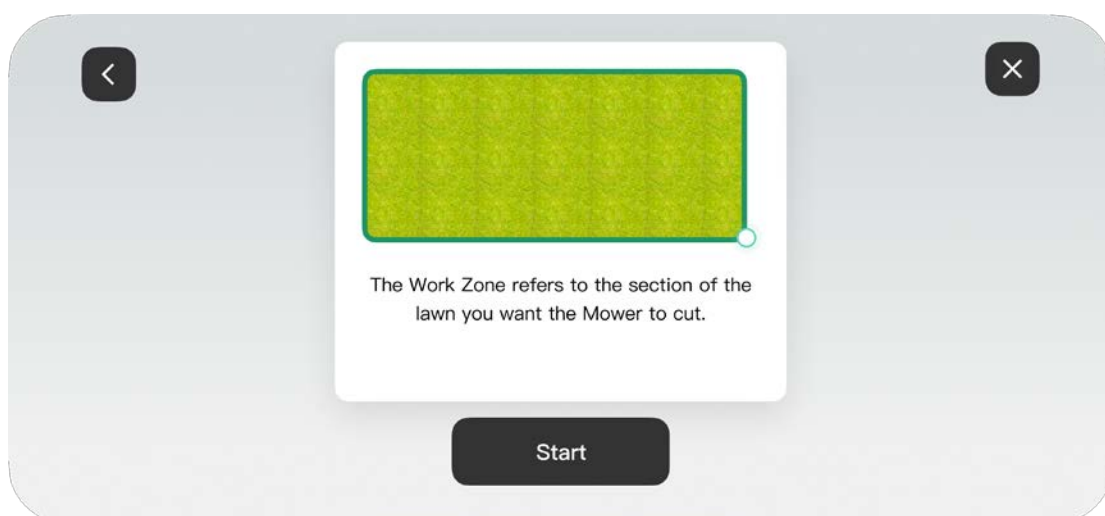 The Work Zone refers to the section of the
lawn you want the Mower to cut.
Start